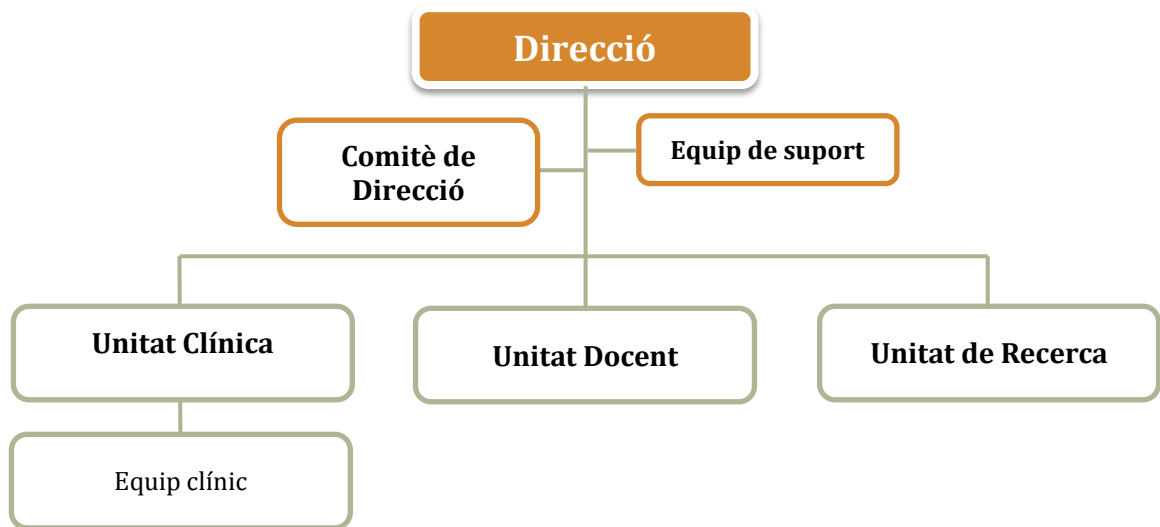 Direcció
Comitè de
Direcció
Equip de suport
Unitat Clínica
Unitat Docent
Unitat de Recerca
Equip clínic